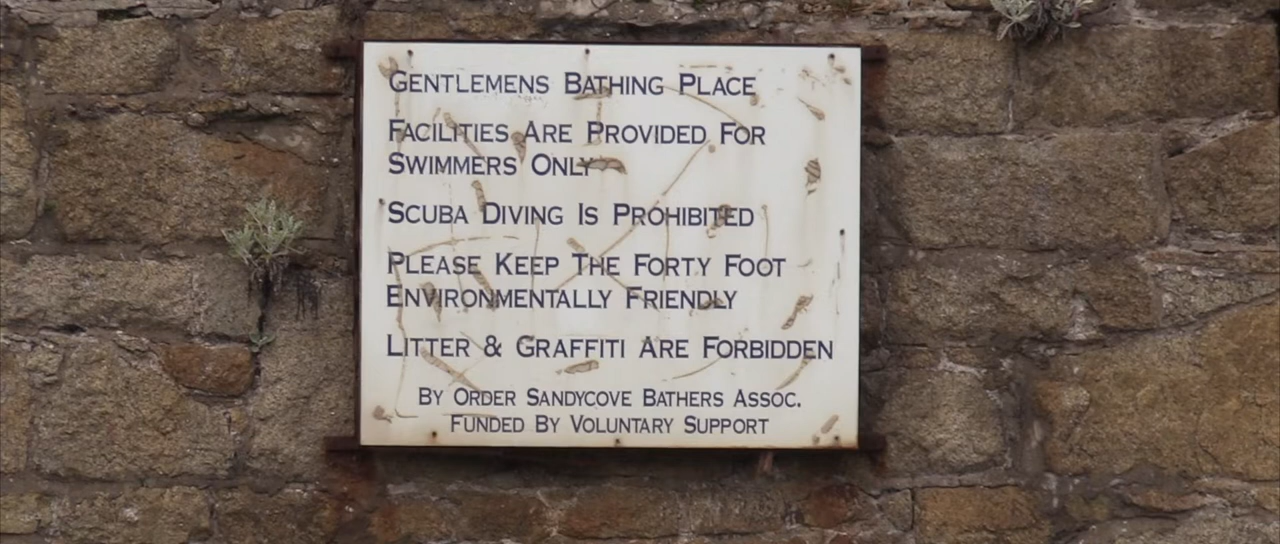 Gentlemens Bathing Place
Facilities Are Provided For
Swimmers Only
Scuba Diving Is Prohibited
Please Keep The Forty Foot
Environmentally Friendly
Litter & Graffiti Are Forbidden
By Order Sandycove Bathers Assoc.
Funded By Voluntary Support